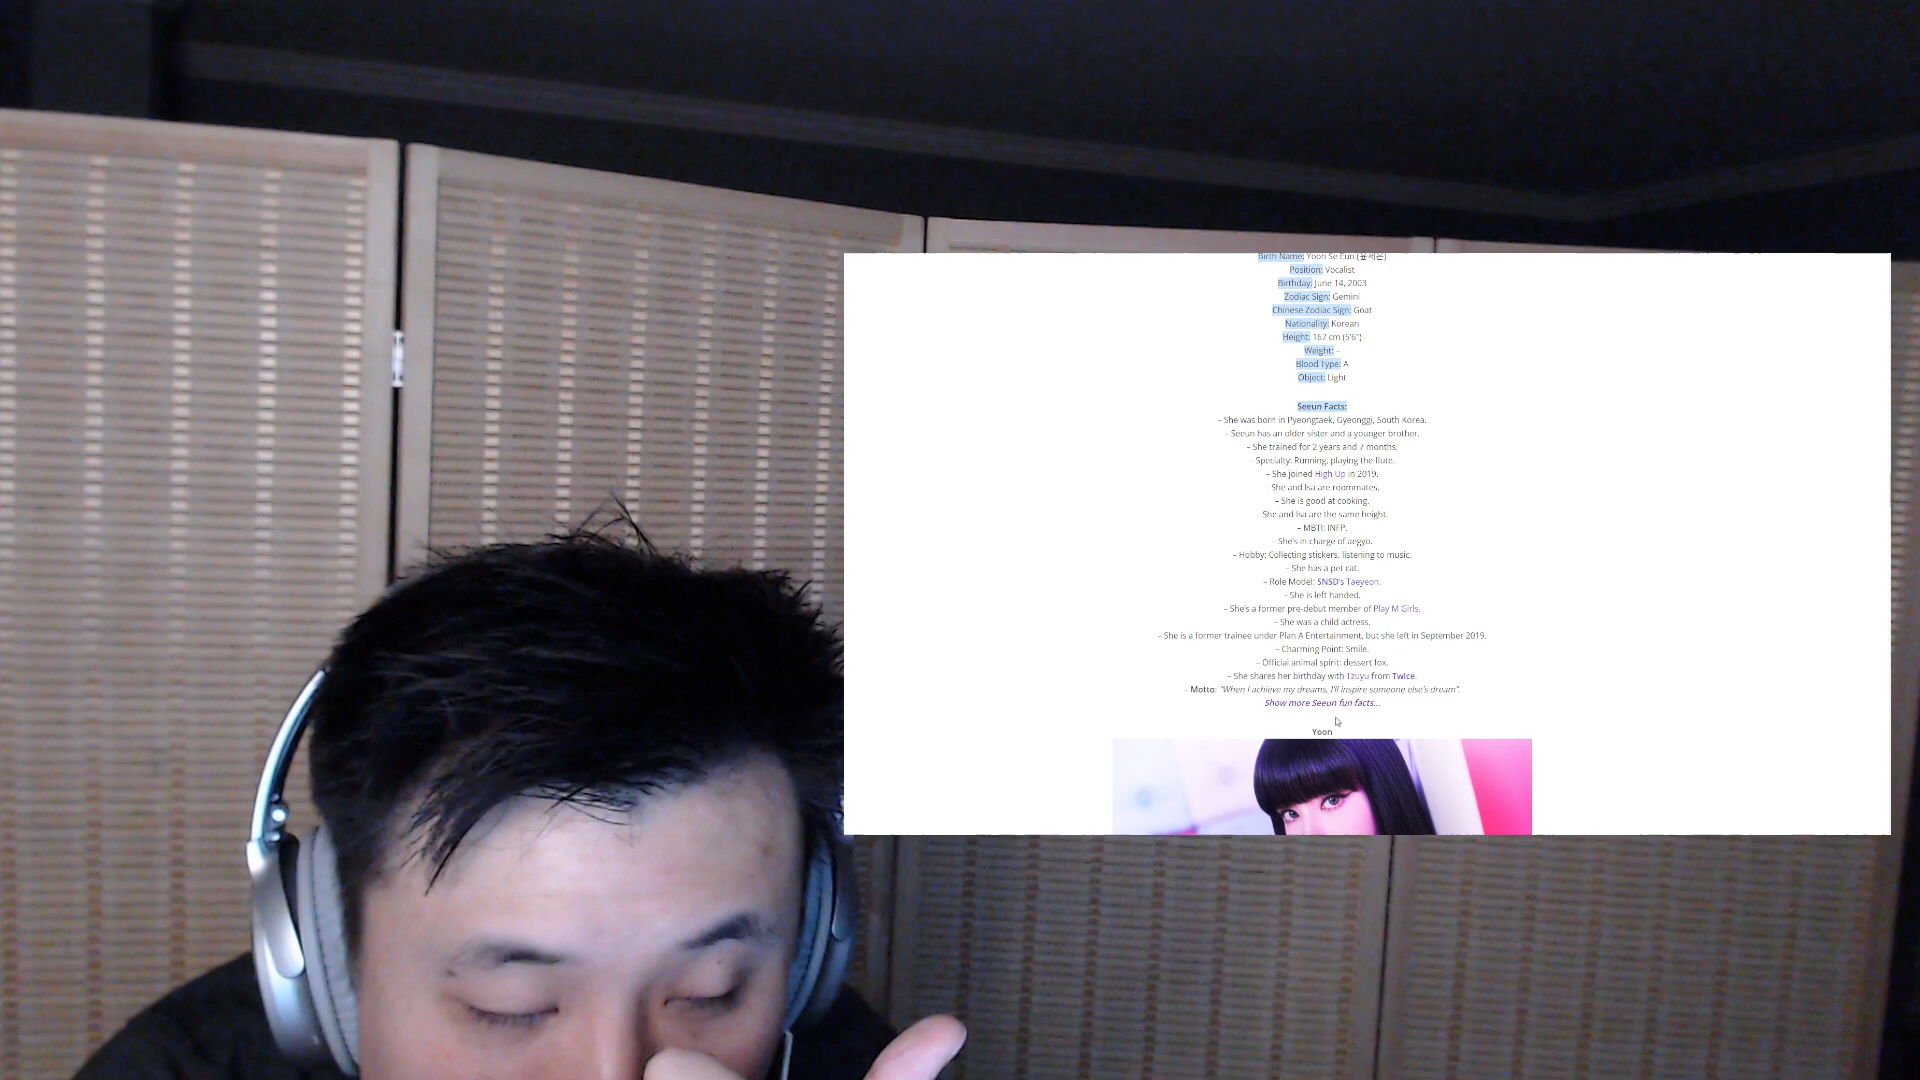 Birth Name: Yoon Se Eun (윤세은)
Position: Vocalist
Birthday: June 14, 2003
Zodiac Sign: Gemini
Chinese Zodiac Sign: Goat
Nationality: Korean
Height: 167 cm (5'6")
Weight: –
Blood Type: A
Object: Light
Seeun Facts:
– She was born in Pyeongtaek, Gyeonggi, South Korea.
– Seeun has an older sister and a younger brother.
– She trained for 2 years and 7 months.
– Specialty: Running, playing the flute.
– She joined High Up in 2019.
– She and Isa are roommates.
– She is good at cooking.
– She and Isa are the same height.
– MBTI: INFP.
– She's in charge of aegyo.
– Hobby: Collecting stickers, listening to music.
– She has a pet cat.
– Role Model: SNSD's Taeyeon.
– She is left handed.
– She's a former pre-debut member of Play M Girls.
– She was a child actress.
– She is a former trainee under Plan A Entertainment, but she left in September 2019.
– Charming Point: Smile.
– Official animal spirit: dessert fox.
– She shares her birthday with Tzuyu from Twice.
– Motto: "When I achieve my dreams, I'll inspire someone else's dream".
Show more Seeun fun facts…
Yoon